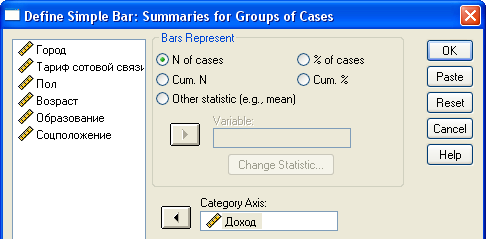 Define Simple Bar: Summaries for Groups of Cases
Город
Тариф сотовой связи
Пол
Возраст
Образование
Соцположение
Bars Represent
N of cases
% of cases
Cum. N
Cum. %
Other statistic (e.g., mean)
Variable:
Change Statistic...
Category Axis:
Доход
OK
Paste
Reset
Cancel
Help